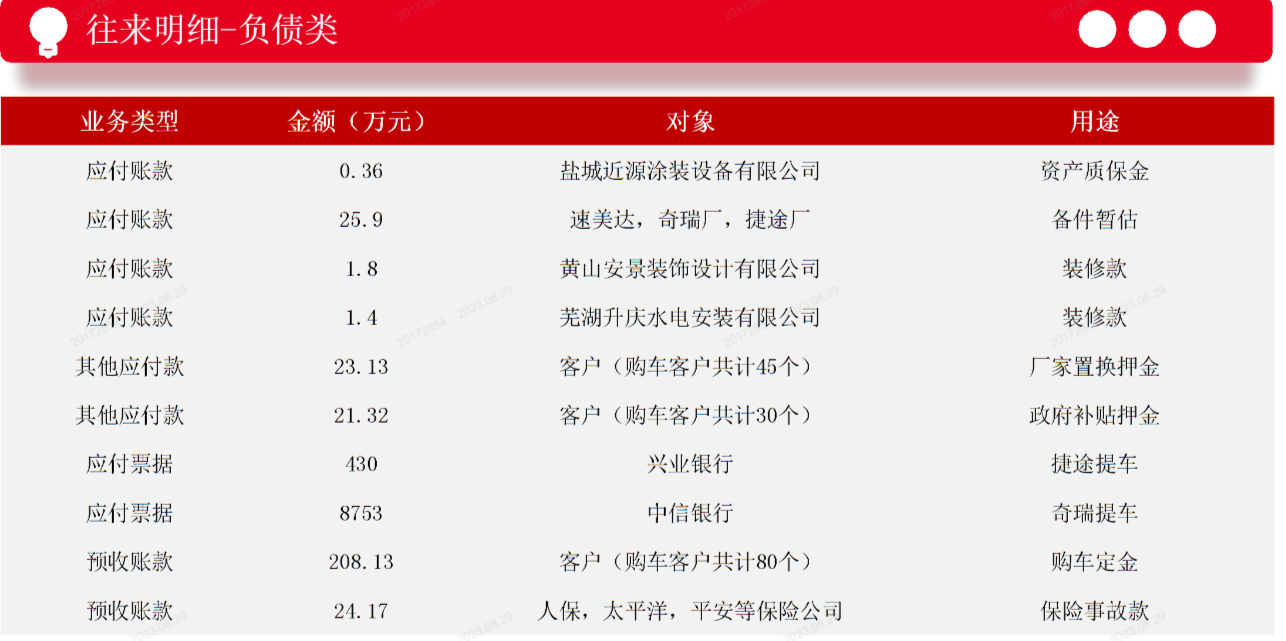 往来明细-负债类
业务类型 金额（万元） 对象 用途
应付账款 0.36 盐城近源涂装设备有限公司 资产质保金
应付账款 25.9 速美达，奇瑞厂，捷途厂 备件暂估
应付账款 1.8 黄山安景装饰设计有限公司 装修款
应付账款 1.4 芜湖升庆水电安装有限公司 装修款
其他应付款 23.13 客户（购车客户共计45个） 厂家置换押金
其他应付款 21.32 客户（购车客户共计30个） 政府补贴押金
应付票据 430 兴业银行 捷途提车
应付票据 8753 中信银行 奇瑞提车
预收账款 208.13 客户（购车客户共计80个） 购车定金
预收账款 24.17 人保，太平洋，平安等保险公司 保险事故款
20172854 2023.08.29